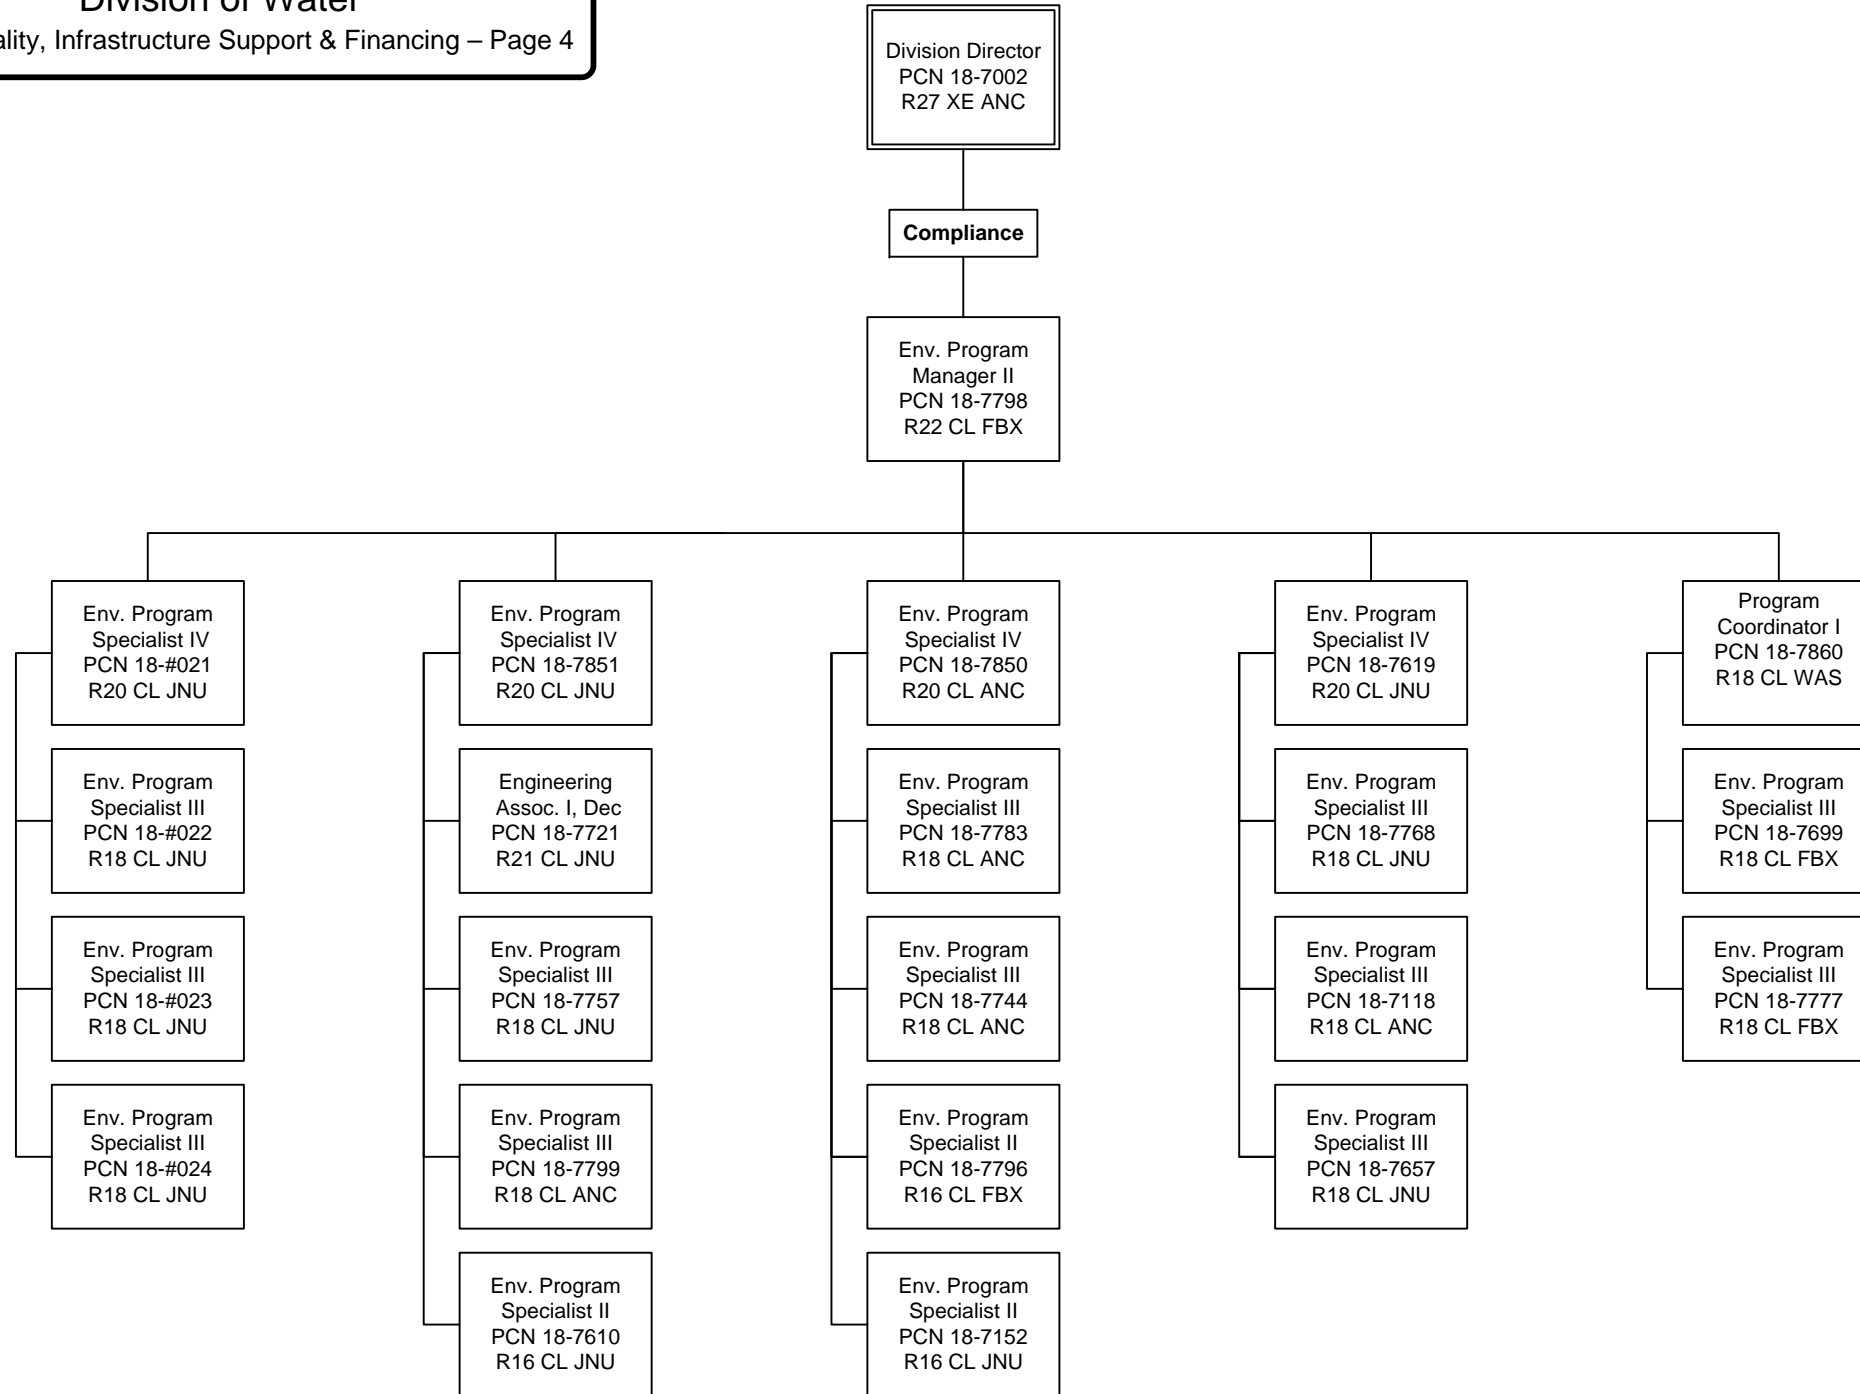 Division of Water
Infrastructure Support & Financing – Page 4
Division Director
PCN 18-7002
R27 XE ANC
Compliance
Env. Program
Manager II
PCN 18-7798
R22 CL FBX
Env. Program
Specialist IV
PCN 18-#021
R20 CL JNU
Env. Program
Specialist IV
PCN 18-7851
R20 CL JNU
Env. Program
Specialist IV
PCN 18-7850
R20 CL ANC
Env. Program
Specialist IV
PCN 18-7619
R20 CL JNU
Program
Coordinator I
PCN 18-7860
R18 CL WAS
Env. Program
Specialist III
PCN 18-#022
R18 CL JNU
Engineering
Assoc. I, Dec
PCN 18-7721
R21 CL JNU
Env. Program
Specialist III
PCN 18-7783
R18 CL ANC
Env. Program
Specialist III
PCN 18-7768
R18 CL JNU
Env. Program
Specialist III
PCN 18-7699
R18 CL FBX
Env. Program
Specialist III
PCN 18-#023
R18 CL JNU
Env. Program
Specialist III
PCN 18-7757
R18 CL JNU
Env. Program
Specialist III
PCN 18-7744
R18 CL ANC
Env. Program
Specialist III
PCN 18-7118
R18 CL ANC
Env. Program
Specialist III
PCN 18-7777
R18 CL FBX
Env. Program
Specialist III
PCN 18-#024
R18 CL JNU
Env. Program
Specialist III
PCN 18-7799
R18 CL ANC
Env. Program
Specialist II
PCN 18-7796
R16 CL FBX
Env. Program
Specialist III
PCN 18-7657
R18 CL JNU
Env. Program
Specialist II
PCN 18-7610
R16 CL JNU
Env. Program
Specialist II
PCN 18-7152
R16 CL JNU